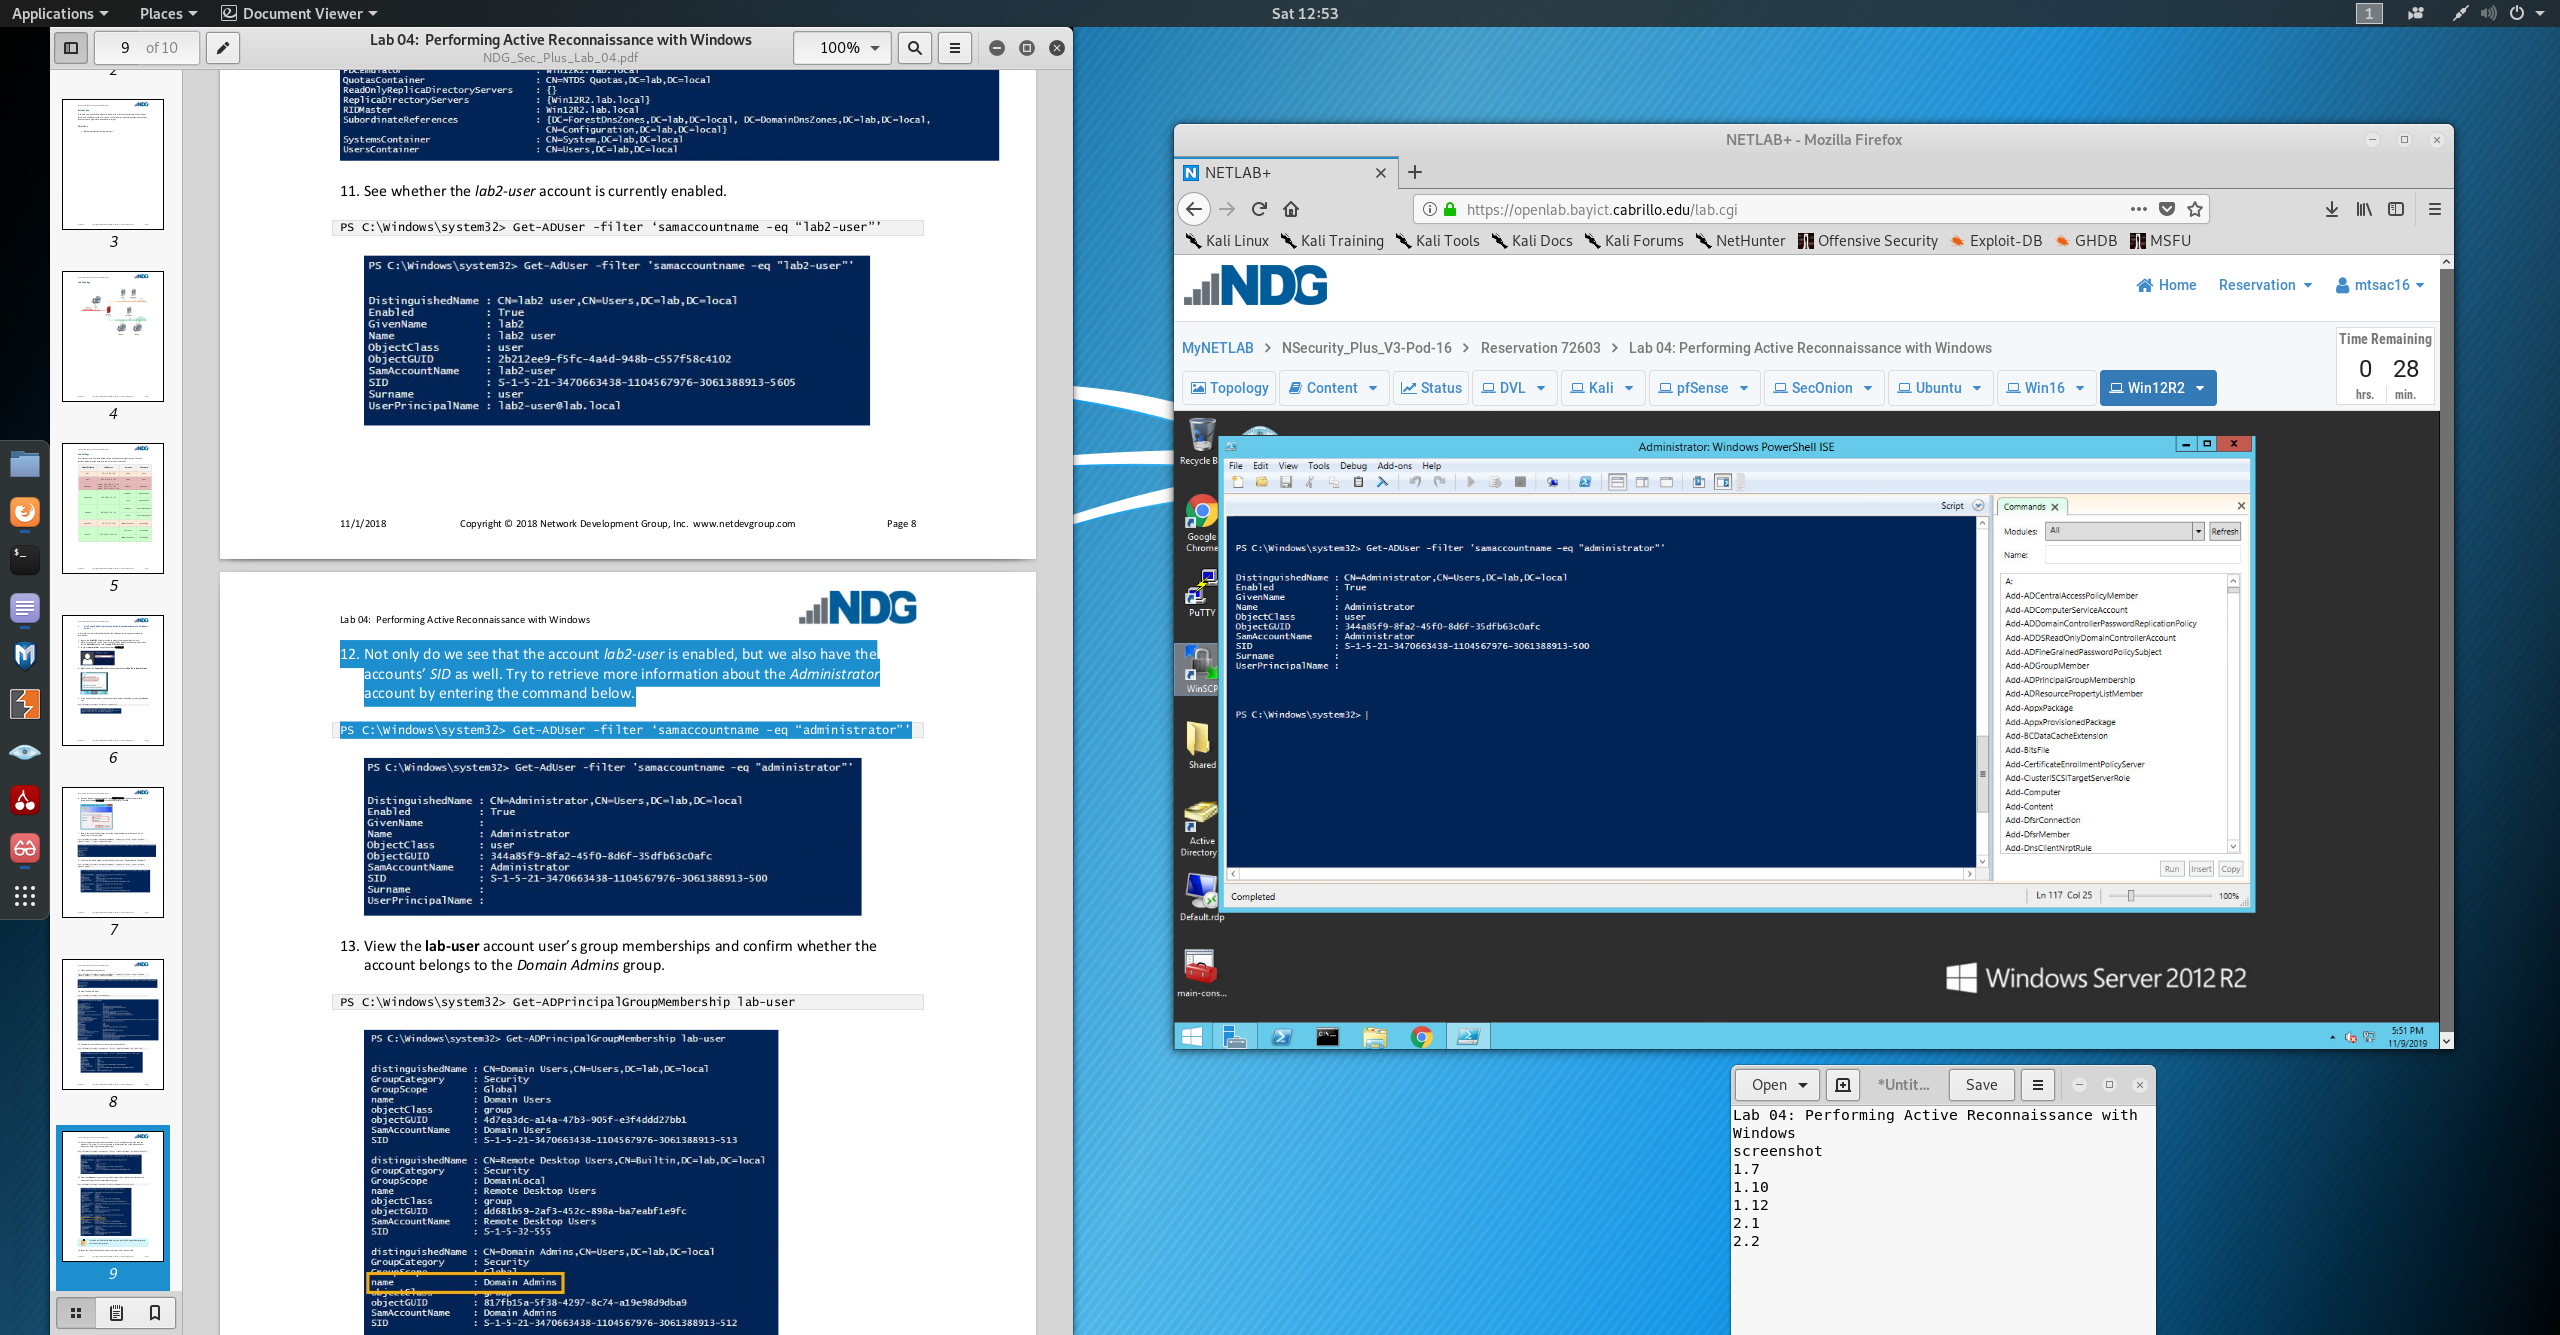 Applications
Places
Document Viewer
Sat 12:53
1
9 of 10
Lab 04:  Performing Active Reconnaissance with Windows
NDG_Sec_Plus_Lab_04.pdf
100%
2
3
4
5
6
7
8
9
QuotasContainer : CN=NTDS Quotas,DC=lab,DC=local
ReadOnlyReplicaDirectoryServers : {}
ReplicaDirectoryServers : {Win12R2.lab.local}
RIDMaster : Win12R2.lab.local
SubordinateReferences : {DC=ForestDnsZones,DC=lab,DC=local, DC=DomainDnsZones,DC=lab,DC=local,
CN=Configuration,DC=lab,DC=local}
SystemsContainer : CN=System,DC=lab,DC=local
UsersContainer : CN=Users,DC=lab,DC=local
11. See whether the lab2-user account is currently enabled.
PS C:\Windows\system32> Get-ADUser -filter ‘samaccountname -eq “lab2-user”’
PS C:\Windows\system32> Get-AdUser -filter 'samaccountname -eq "lab2-user"'
DistinguishedName : CN=lab2 user,CN=Users,DC=lab,DC=local
Enabled : True
GivenName : lab2
Name : lab2 user
ObjectClass : user
ObjectGUID : 2b212ee9-f5fc-4a4d-948b-c557f58c4102
SamAccountName : lab2-user
SID : S-1-5-21-3470663438-1104567976-3061388913-5605
Surname : user
UserPrincipalName : lab2-user@lab.local
11/1/2018 Copyright © 2018 Network Development Group, Inc.  www.netdevgroup.com Page 8
NDG
Lab 04:  Performing Active Reconnaissance with Windows
12. Not only do we see that the account lab2-user is enabled, but we also have the
accounts’ SID as well. Try to retrieve more information about the Administrator
account by entering the command below.
PS C:\Windows\system32> Get-ADUser -filter ‘samaccountname -eq “administrator”’
PS C:\Windows\system32> Get-AdUser -filter 'samaccountname -eq "administrator"'
DistinguishedName : CN=Administrator,CN=Users,DC=lab,DC=local
Enabled : True
GivenName :
Name : Administrator
ObjectClass : user
ObjectGUID : 344a85f9-8fa2-45f0-8d6f-35dfb63c0afc
SamAccountName : Administrator
SID : S-1-5-21-3470663438-1104567976-3061388913-500
Surname :
UserPrincipalName :
13. View the lab-user account user’s group memberships and confirm whether the
account belongs to the Domain Admins group.
PS C:\Windows\system32> Get-ADPrincipalGroupMembership lab-user
PS C:\Windows\system32> Get-ADPrincipalGroupMembership lab-user
distinguishedName : CN=Domain Users,CN=Users,DC=lab,DC=local
GroupCategory : Security
GroupScope : Global
name : Domain Users
objectClass : group
objectGUID : 4d7ea3dc-a14a-47b3-905f-e3f4ddd27bb1
SamAccountName : Domain Users
SID : S-1-5-21-3470663438-1104567976-3061388913-513
distinguishedName : CN=Remote Desktop Users,CN=Builtin,DC=lab,DC=local
GroupCategory : Security
GroupScope : DomainLocal
name : Remote Desktop Users
objectClass : group
objectGUID : dd681b59-2af3-452c-898a-ba7eabf1e9fc
SamAccountName : Remote Desktop Users
SID : S-1-5-32-555
distinguishedName : CN=Domain Admins,CN=Users,DC=lab,DC=local
GroupCategory : Security
GroupScope : Global
name : Domain Admins
objectClass : group
objectGUID : 817fb15a-5f38-4297-8c74-a19e98d9dba9
SamAccountName : Domain Admins
SID : S-1-5-21-3470663438-1104567976-3061388913-512
NETLAB+ - Mozilla Firefox
NETLAB+
https://openlab.bayict.cabrillo.edu/lab.cgi
Kali Linux Kali Training Kali Tools Kali Docs Kali Forums NetHunter Offensive Security Exploit-DB GHDB MSFU
NDG
Home Reservation mtsac16
MyNETLAB > NSecurity_Plus_V3-Pod-16 > Reservation 72603 > Lab 04: Performing Active Reconnaissance with Windows
Time Remaining
0 28
hrs. min.
Topology Content Status DVL Kali pfSense SecOnion Ubuntu Win16 Win12R2
Recycle B
Google
Chrome
PuTTY
WinSCP
Shared
Active
Directory
Default.rdp
main-cons...
Administrator: Windows PowerShell ISE
File Edit View Tools Debug Add-ons Help
Script
PS C:\Windows\system32> Get-ADUser -filter 'samaccountname -eq "administrator"'
DistinguishedName : CN=Administrator,CN=Users,DC=lab,DC=local
Enabled : True
GivenName :
Name : Administrator
ObjectClass : user
ObjectGUID : 344a85f9-8fa2-45f0-8d6f-35dfb63c0afc
SamAccountName : Administrator
SID : S-1-5-21-3470663438-1104567976-3061388913-500
Surname :
UserPrincipalName :
PS C:\Windows\system32>
Commands
Modules: All Refresh
Name:
A:
Add-ADCentralAccessPolicyMember
Add-ADComputerServiceAccount
Add-ADDomainControllerPasswordReplicationPolicy
Add-ADDSReadOnlyDomainControllerAccount
Add-ADFineGrainedPasswordPolicySubject
Add-ADGroupMember
Add-ADPrincipalGroupMembership
Add-ADResourcePropertyListMember
Add-AppxPackage
Add-AppxProvisionedPackage
Add-BCDataCacheExtension
Add-BitsFile
Add-CertificateEnrollmentPolicyServer
Add-ClusteriSCSITargetServerRole
Add-Computer
Add-Content
Add-DfsrConnection
Add-DfsrMember
Add-DnsClientNrptRule
Run Insert Copy
Completed
Ln 117 Col 25
100%
Windows Server 2012 R2
5:51 PM
11/9/2019
Open
*Untit...
Save
Lab 04: Performing Active Reconnaissance with
Windows
screenshot
1.7
1.10
1.12
2.1
2.2